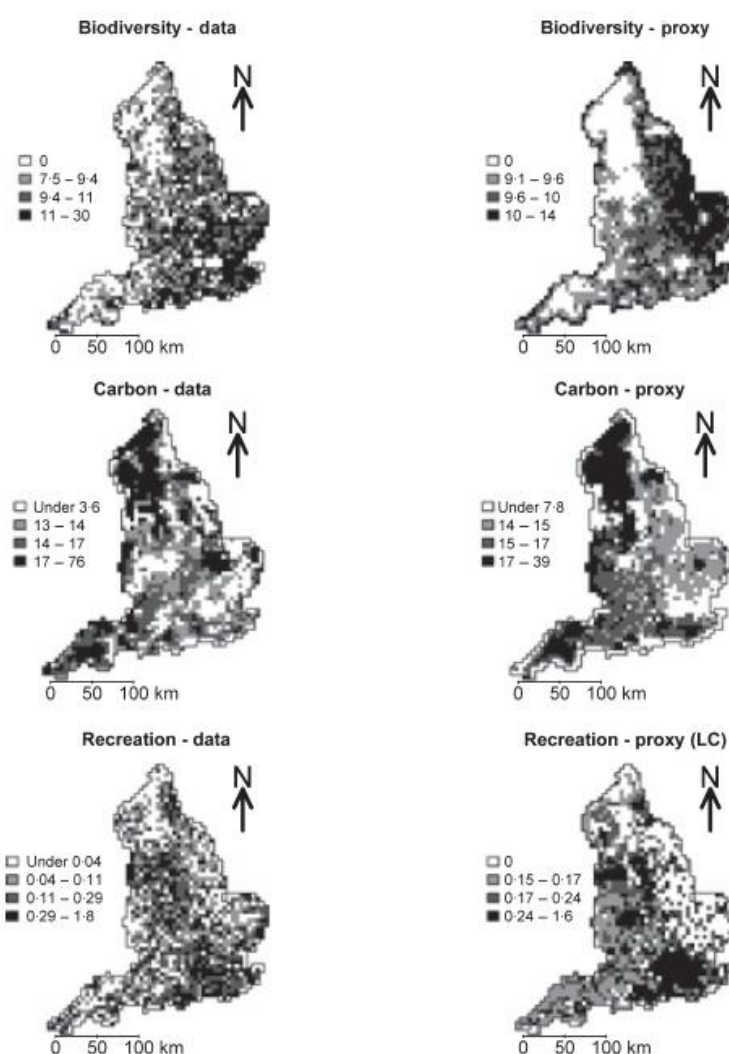 Biodiversity - data
N
0
7·5 – 9·4
9·4 – 11
11 – 30
0 50 100 km
Biodiversity - proxy
N
0
9·1 – 9·6
9·6 – 10
10 – 14
0 50 100 km
Carbon - data
N
Under 3·6
13 – 14
14 – 17
17 – 76
0 50 100 km
Carbon - proxy
N
Under 7·8
14 – 15
15 – 17
17 – 39
0 50 100 km
Recreation - data
N
Under 0·04
0·04 – 0·11
0·11 – 0·29
0·29 – 1·8
0 50 100 km
Recreation - proxy (LC)
N
0
0·15 – 0·17
0·17 – 0·24
0·24 – 1·6
0 50 100 km